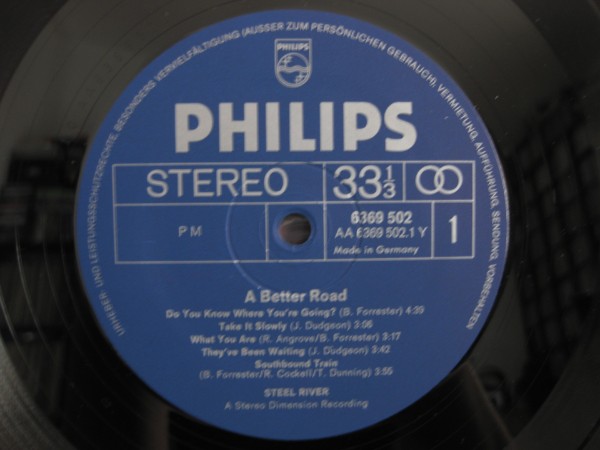 URHEBER- UND LEISTUNGSSCHUTZRECHTE, BESONDERS VERVIELFÄLTIGUNG (AUSSER ZUM PERSÖNLICHEN GEBRAUCH), VERMIETUNG, AUFFÜHRUNG, SENDUNG, VORBEHALTEN
PHILIPS
PHILIPS
STEREO 33 1/3
PM 6369 502 1
AA 6369 502.1 Y
Made in Germany
A Better Road
Do You Know Where You're Going? (B. Forrester) 4:39
Take It Slowly (J. Dudgeon) 3:06
What You Are (R. Angrove/B. Forrester) 3:17
They've Been Waiting (J. Dudgeon) 3:42
Southbound Train
(B. Forrester/R. Cockell/T. Dunning) 3:55
STEEL RIVER
A Stereo Dimension Recording